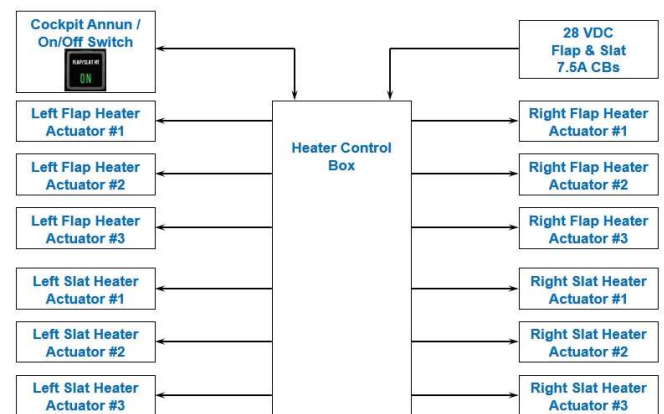 Cockpit Annun /
On/Off Switch
FLAP/SLAT HT
ON
28 VDC
Flap & Slat
7.5A CBs
Left Flap Heater
Actuator #1
Heater Control
Box
Right Flap Heater
Actuator #1
Left Flap Heater
Actuator #2
Right Flap Heater
Actuator #2
Left Flap Heater
Actuator #3
Right Flap Heater
Actuator #3
Left Slat Heater
Actuator #1
Right Slat Heater
Actuator #1
Left Slat Heater
Actuator #2
Right Slat Heater
Actuator #2
Left Slat Heater
Actuator #3
Right Slat Heater
Actuator #3